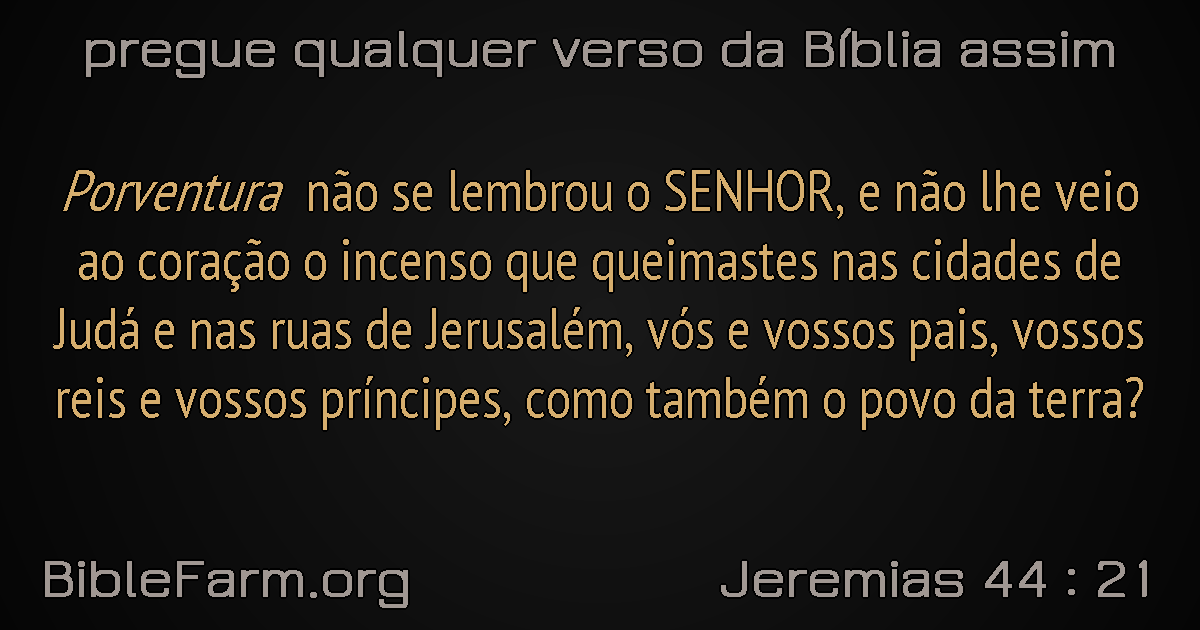 pregue qualquer verso da Bíblia assim
Porventura não se lembrou o SENHOR, e não lhe veio
ao coração o incenso que queimastes nas cidades de
Judá e nas ruas de Jerusalém, vós e vossos pais, vossos
reis e vossos príncipes, como também o povo da terra?
BibleFarm.org
Jeremias 44 : 21